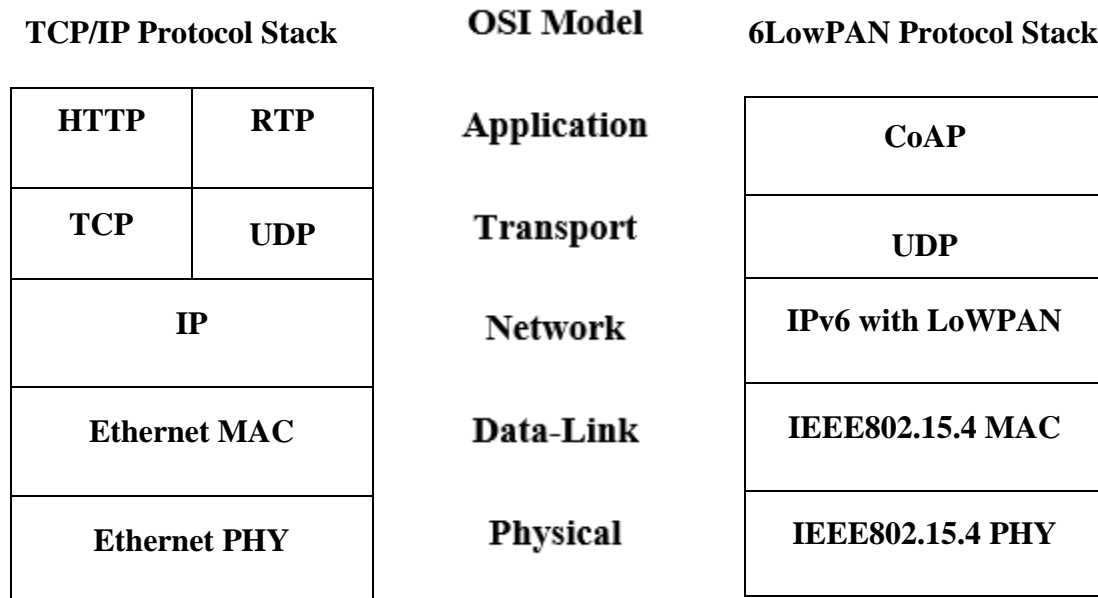 TCP/IP Protocol Stack
OSI Model
6LowPAN Protocol Stack
HTTP
RTP
Application
CoAP
TCP
UDP
Transport
UDP
IP
Network
IPv6 with LoWPAN
Ethernet MAC
Data-Link
IEEE802.15.4 MAC
Ethernet PHY
Physical
IEEE802.15.4 PHY